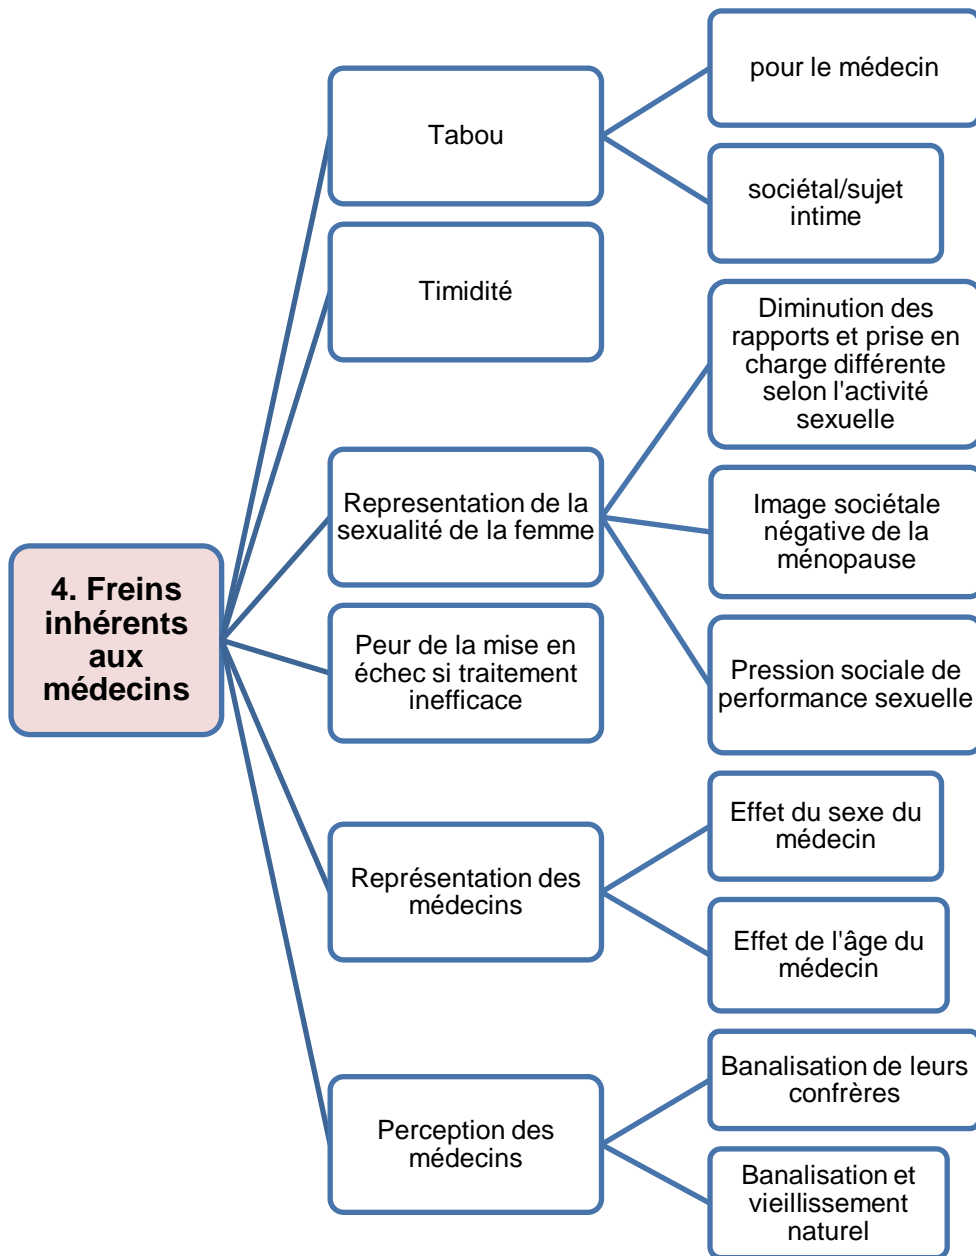 4. Freins
inhérents
aux
médecins
Tabou
pour le médecin
sociétal/sujet
intime
Timidité
Representation de la
sexualité de la femme
Diminution des
rapports et prise en
charge différente
selon l'activité
sexuelle
Image sociétale
négative de la
ménopause
Pression sociale de
performance sexuelle
Peur de la mise en
échec si traitement
inefficace
Représentation des
médecins
Effet du sexe du
médecin
Effet de l'âge du
médecin
Perception des
médecins
Banalisation de leurs
confrères
Banalisation et
vieillissement
naturel